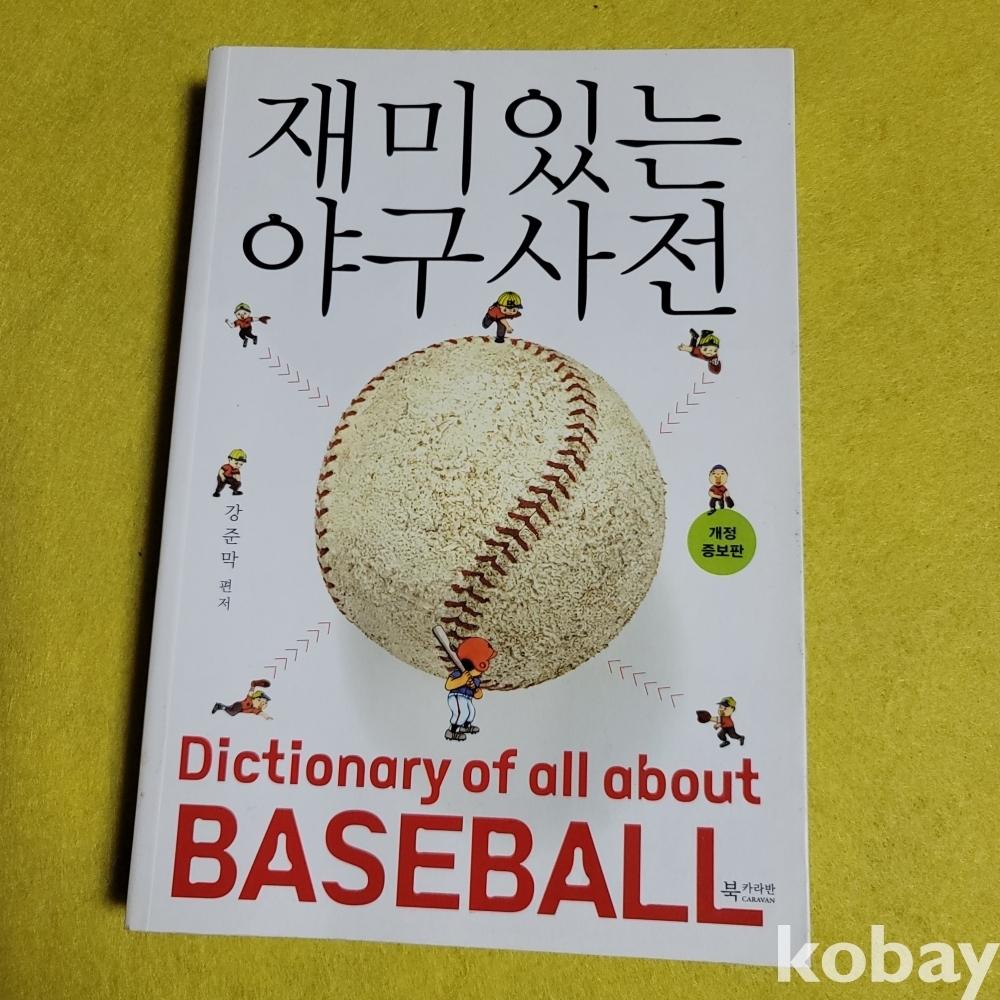 재미있는
야구사전
강준막 편저
개정
증보판
Dictionary of all about
BASEBALL
북카라반
CARAVAN
kobay